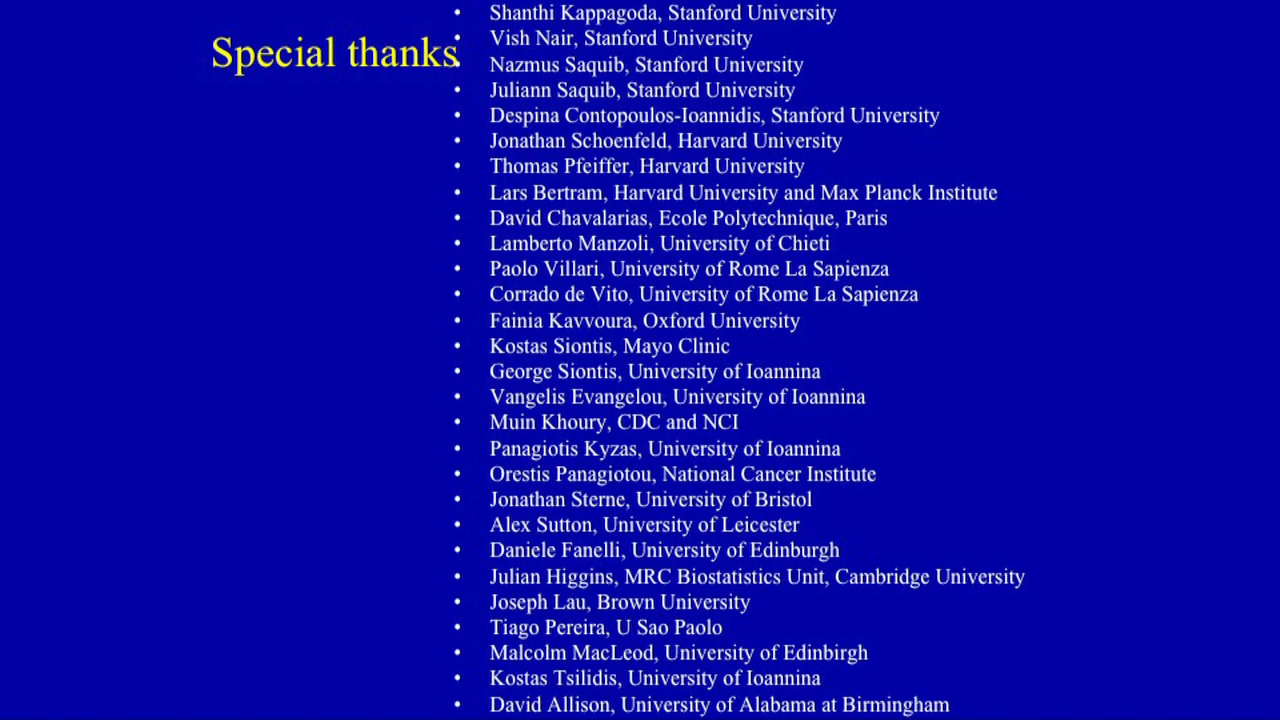 Special thanks
• Shanthi Kappagoda, Stanford University
• Vish Nair, Stanford University
• Nazmus Saquib, Stanford University
• Juliann Saquib, Stanford University
• Despina Contopoulos-Ioannidis, Stanford University
• Jonathan Schoenfeld, Harvard University
• Thomas Pfeiffer, Harvard University
• Lars Bertram, Harvard University and Max Planck Institute
• David Chavalarias, Ecole Polytechnique, Paris
• Lamberto Manzoli, University of Chieti
• Paolo Villari, University of Rome La Sapienza
• Corrado de Vito, University of Rome La Sapienza
• Fainia Kavvoura, Oxford University
• Kostas Siontis, Mayo Clinic
• George Siontis, University of Ioannina
• Vangelis Evangelou, University of Ioannina
• Muin Khoury, CDC and NCI
• Panagiotis Kyzas, University of Ioannina
• Orestis Panagiotou, National Cancer Institute
• Jonathan Sterne, University of Bristol
• Alex Sutton, University of Leicester
• Daniele Fanelli, University of Edinburgh
• Julian Higgins, MRC Biostatistics Unit, Cambridge University
• Joseph Lau, Brown University
• Tiago Pereira, U Sao Paolo
• Malcolm MacLeod, University of Edinbirgh
• Kostas Tsilidis, University of Ioannina
• David Allison, University of Alabama at Birmingham